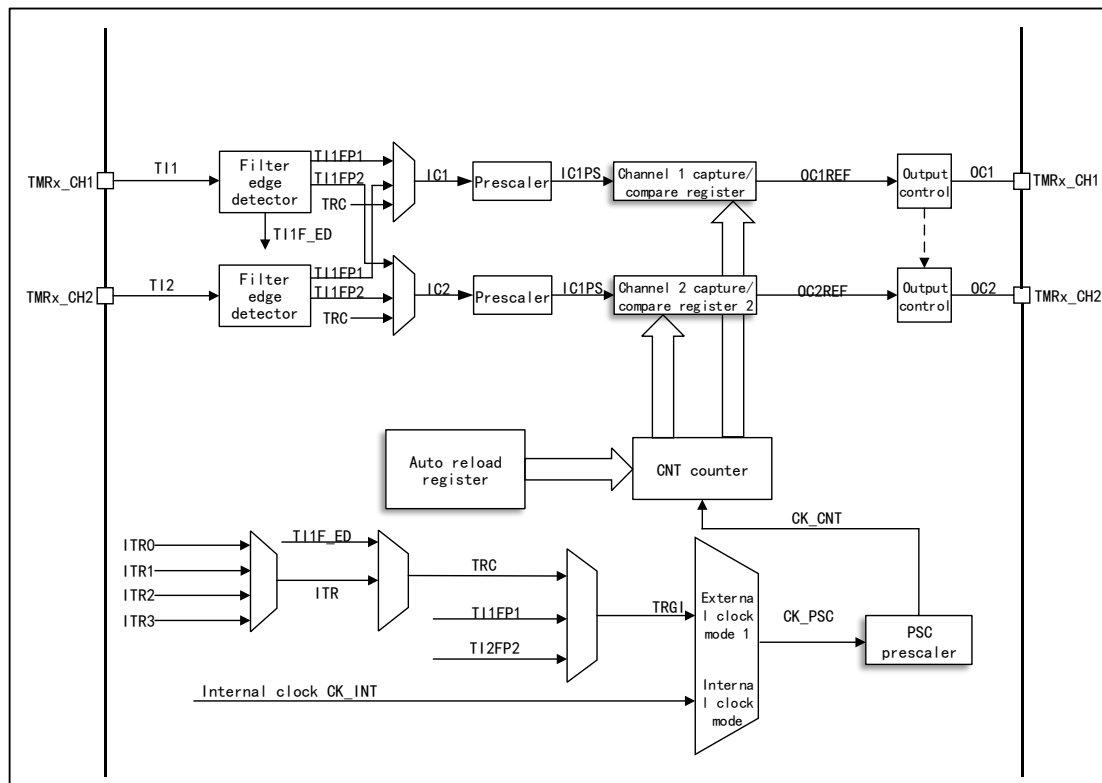 TMRx_CH1
TI1
Filter
edge
detector
TI1FP1
TI1FP2
TRC
TI1F_ED
IC1
Prescaler
IC1PS
Channel 1 capture/
compare register
OC1REF
Output
control
OC1
TMRx_CH1
TMRx_CH2
TI2
Filter
edge
detector
TI1FP1
TI1FP2
TRC
IC2
Prescaler
IC1PS
Channel 2 capture/
compare register 2
OC2REF
Output
control
OC2
TMRx_CH2
Auto reload
register
CNT counter
CK_CNT
ITR0
ITR1
ITR2
ITR3
TI1F_ED
ITR
TRC
TI1FP1
TI2FP2
TRGI
Externa
l clock
mode 1
Interna
l clock
mode
CK_PSC
PSC
prescaler
Internal clock CK_INT